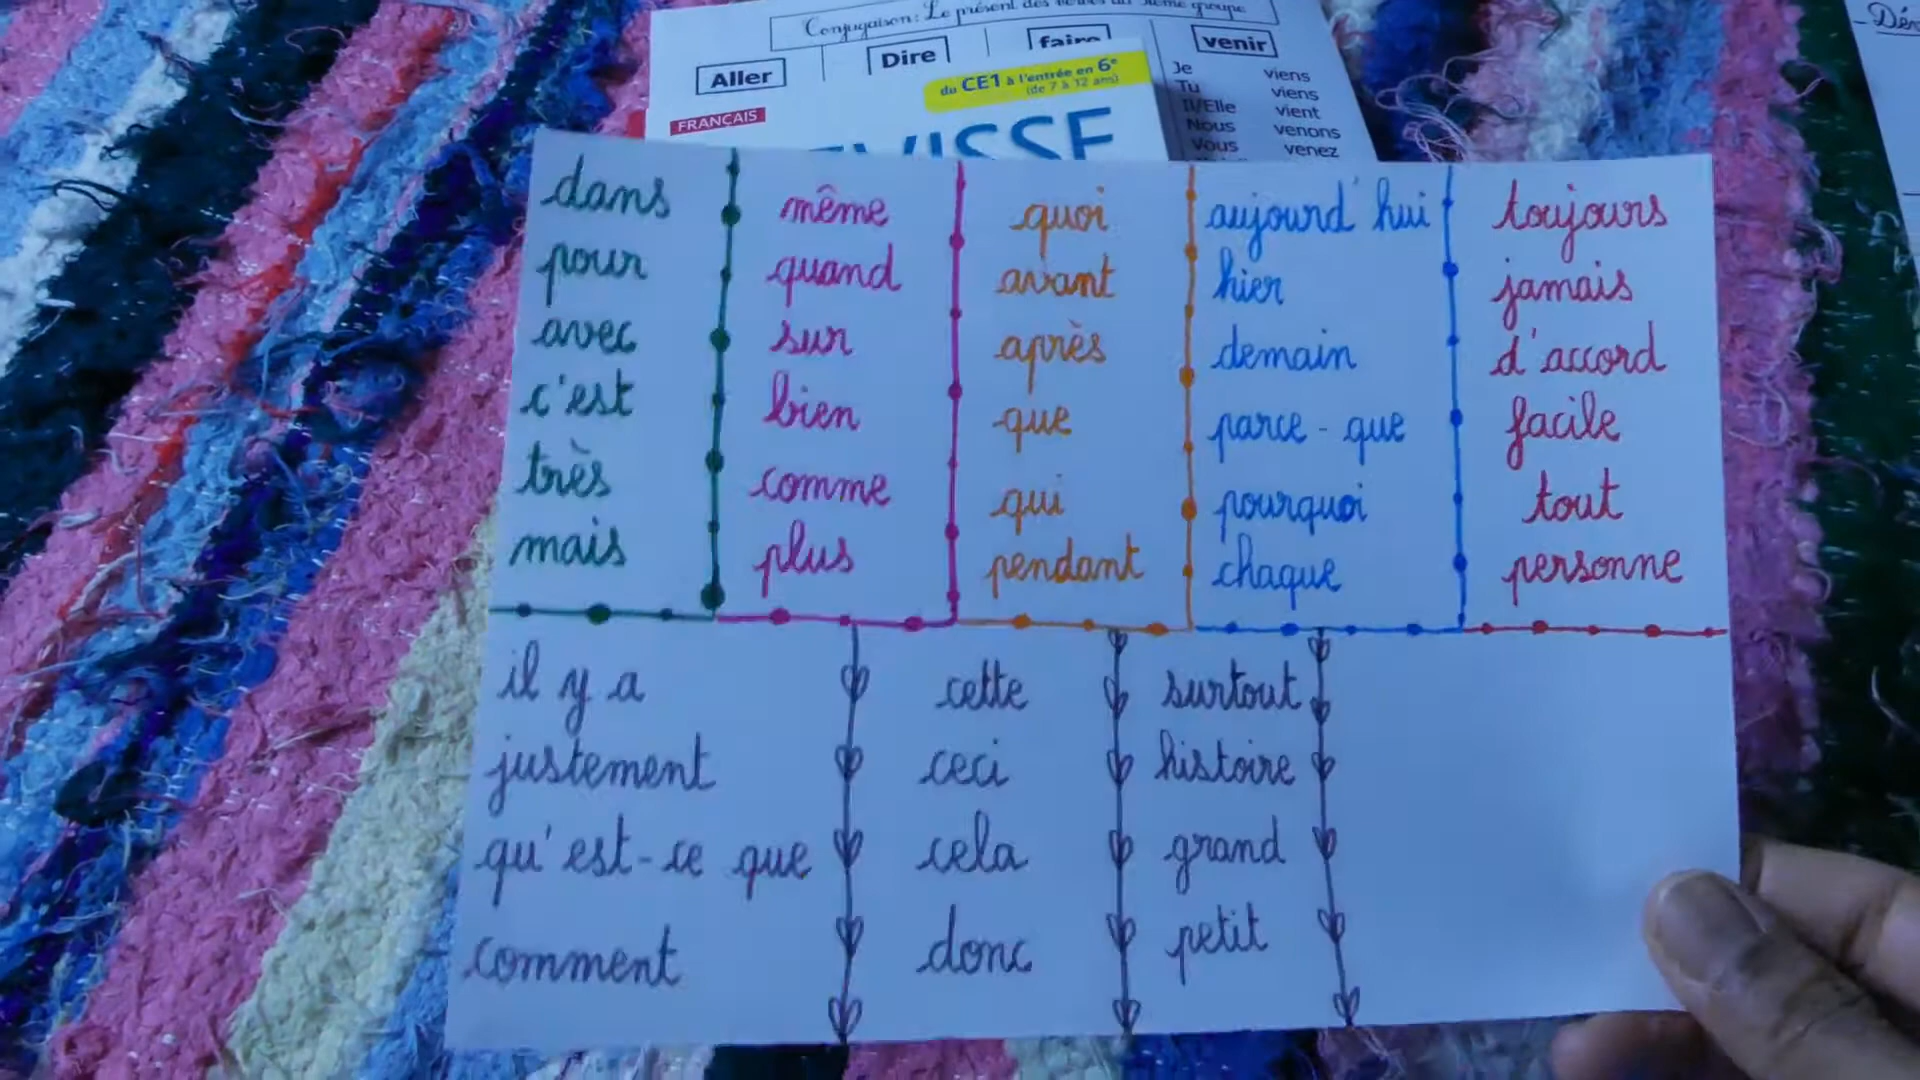 Conjugaison : Le présent des verbes du 3ème groupe
Aller
Dire
faire
venir
Je viens
Tu viens
Il/Elle vient
Nous venons
Vous venez
du CE1 à l'entrée en 6e
(de 7 à 12 ans)
FRANÇAIS
dans
pour
avec
c'est
très
mais
même
quand
sur
bien
comme
plus
quoi
avant
après
que
qui
pendant
aujourd'hui
hier
demain
parce-que
pourquoi
chaque
toujours
jamais
d'accord
facile
tout
personne
il y a
justement
qu'est-ce que
comment
cette
ceci
cela
donc
surtout
histoire
grand
petit